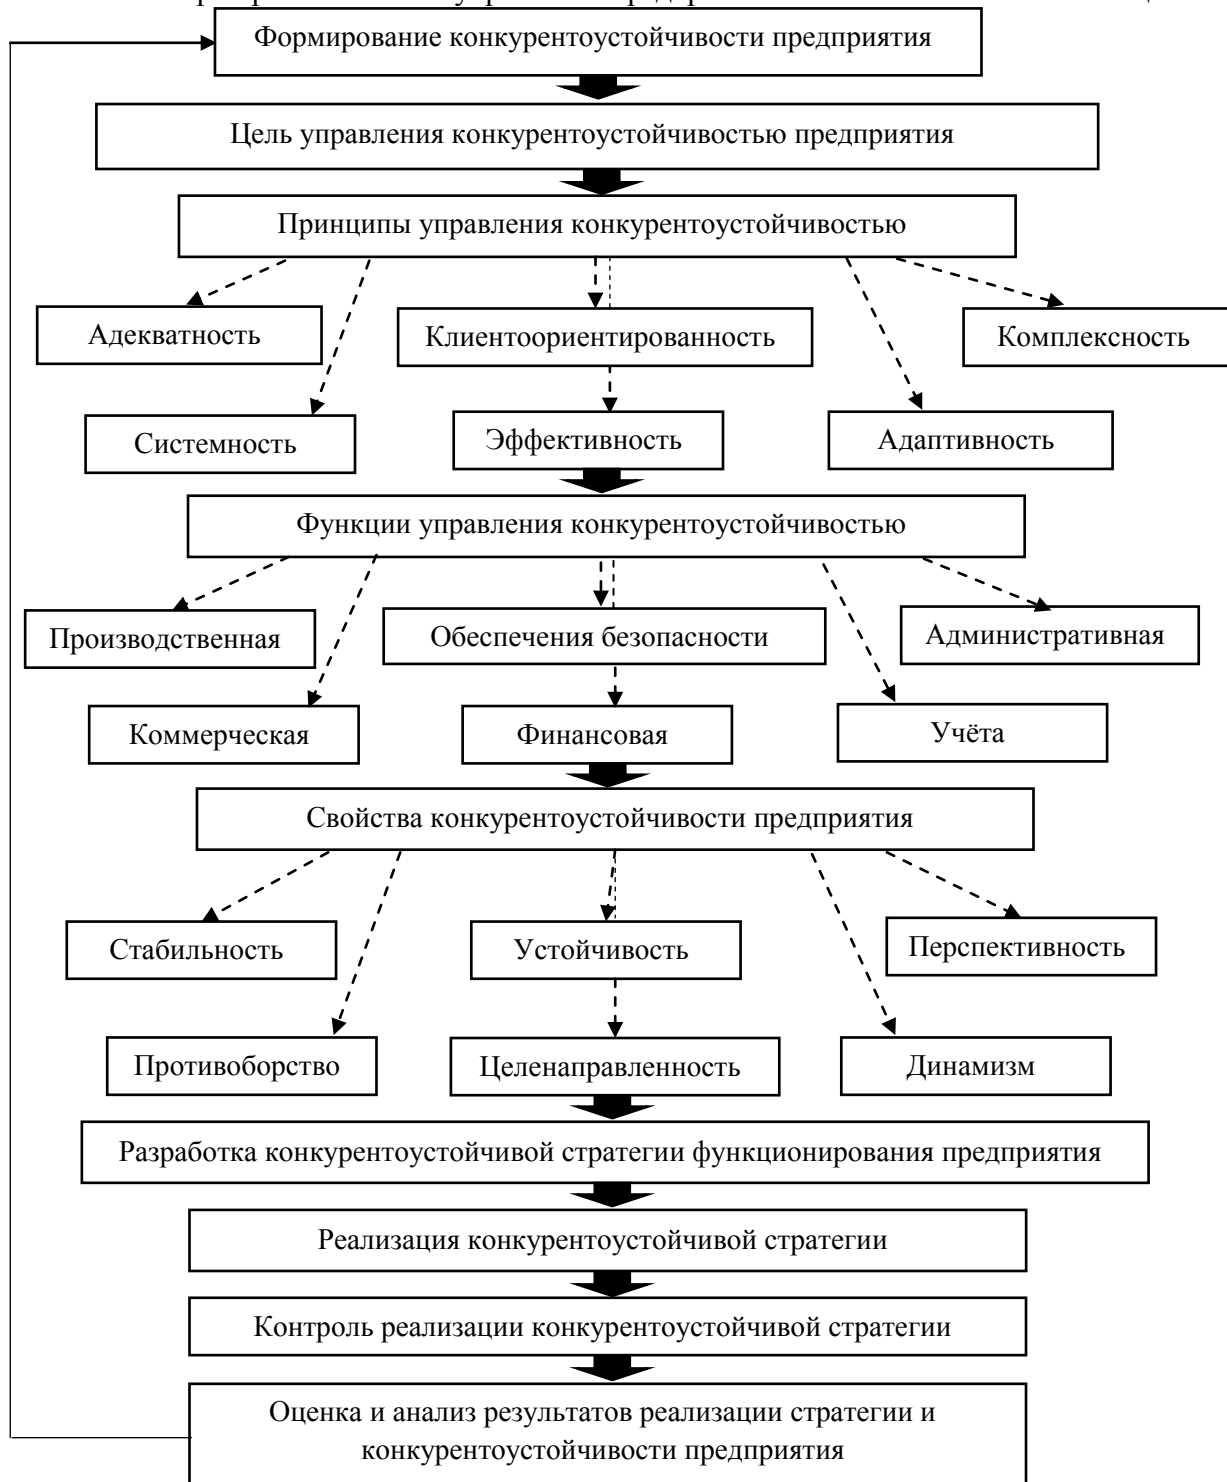 Формирование конкурентоустойчивости предприятия
Цель управления конкурентоустойчивостью предприятия
Принципы управления конкурентоустойчивостью
Адекватность
Клиентоориентированность
Комплексность
Системность
Эффективность
Адаптивность
Функции управления конкурентоустойчивостью
Производственная
Обеспечения безопасности
Административная
Коммерческая
Финансовая
Учёта
Свойства конкурентоустойчивости предприятия
Стабильность
Устойчивость
Перспективность
Противоборство
Целенаправленность
Динамизм
Разработка конкурентоустойчивой стратегии функционирования предприятия
Реализация конкурентоустойчивой стратегии
Контроль реализации конкурентоустойчивой стратегии
Оценка и анализ результатов реализации стратегии и
конкурентоустойчивости предприятия